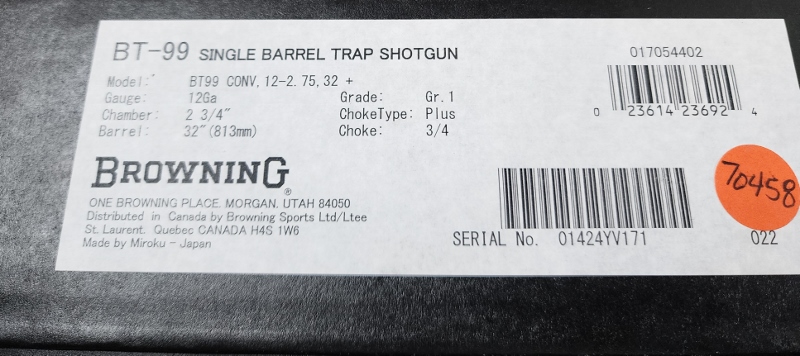 BT-99 SINGLE BARREL TRAP SHOTGUN
017054402
Model: BT99 CONV, 12-2. 75, 32 +
Gauge: 12Ga Grade: Gr. 1
Chamber: 2 3/4" ChokeType: Plus
Barrel: 32" (813mm) Choke: 3/4
0 23614 23692 4
BROWNING®
ONE BROWNING PLACE. MORGAN. UTAH 84050
Distributed in Canada by Browning Sports Ltd/Ltee
St. Laurent. Quebec CANADA H4S 1W6
Made by Miroku - Japan
70458
SERIAL No. 01424YV171
022